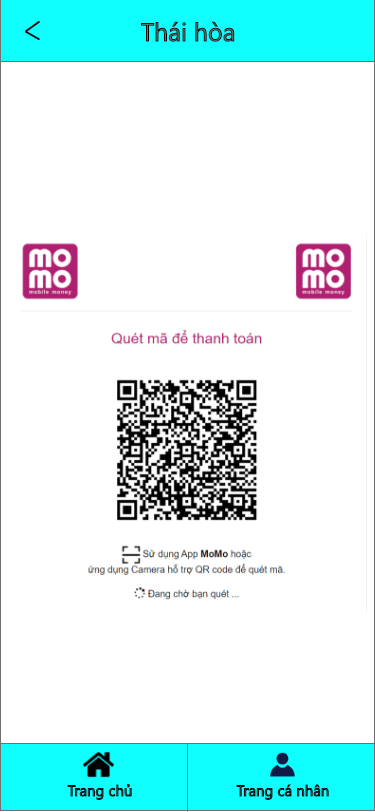 Thái hòa
mo
mo
mobile money
mo
mo
mobile money
Quét mã để thanh toán
Sử dụng App MoMo hoặc
ứng dụng Camera hỗ trợ QR code để quét mã.
Đang chờ bạn quét ...
Trang chủ
Trang cá nhân